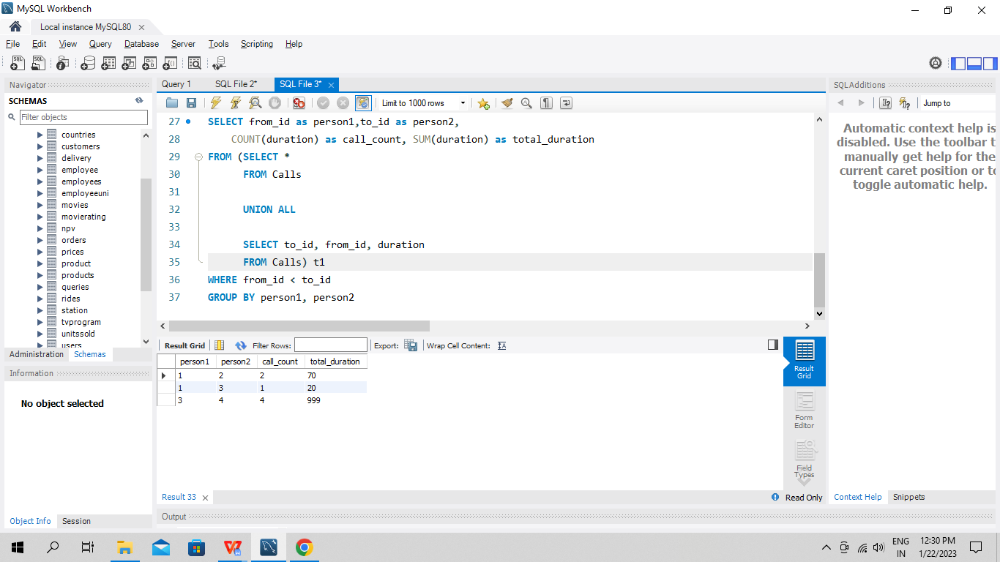 MySQL Workbench
Local instance MySQL80
File Edit View Query Database Server Tools Scripting Help
Navigator
SCHEMAS
Filter objects
countries
customers
delivery
employee
employees
employeeuni
movies
movierating
npv
orders
prices
product
products
queries
rides
station
tvprogram
unitssold
users
Administration Schemas
Information
No object selected
Object Info Session
Query 1 SQL File 2* SQL File 3*
Limit to 1000 rows
27 SELECT from_id as person1,to_id as person2,
28 COUNT(duration) as call_count, SUM(duration) as total_duration
29 FROM (SELECT *
30 FROM Calls
31
32 UNION ALL
33
34 SELECT to_id, from_id, duration
35 FROM Calls) t1
36 WHERE from_id < to_id
37 GROUP BY person1, person2
Result Grid Filter Rows: Export: Wrap Cell Content:
person1 person2 call_count total_duration
1 2 2 70
1 3 1 20
3 4 4 999
Result Grid
Form Editor
Field Types
Result 33
Read Only
Output
SQLAdditions
Jump to
Automatic context help is
disabled. Use the toolbar t
manually get help for the
current caret position or to
toggle automatic help.
Context Help Snippets
ENG
IN
12:30 PM
1/22/2023